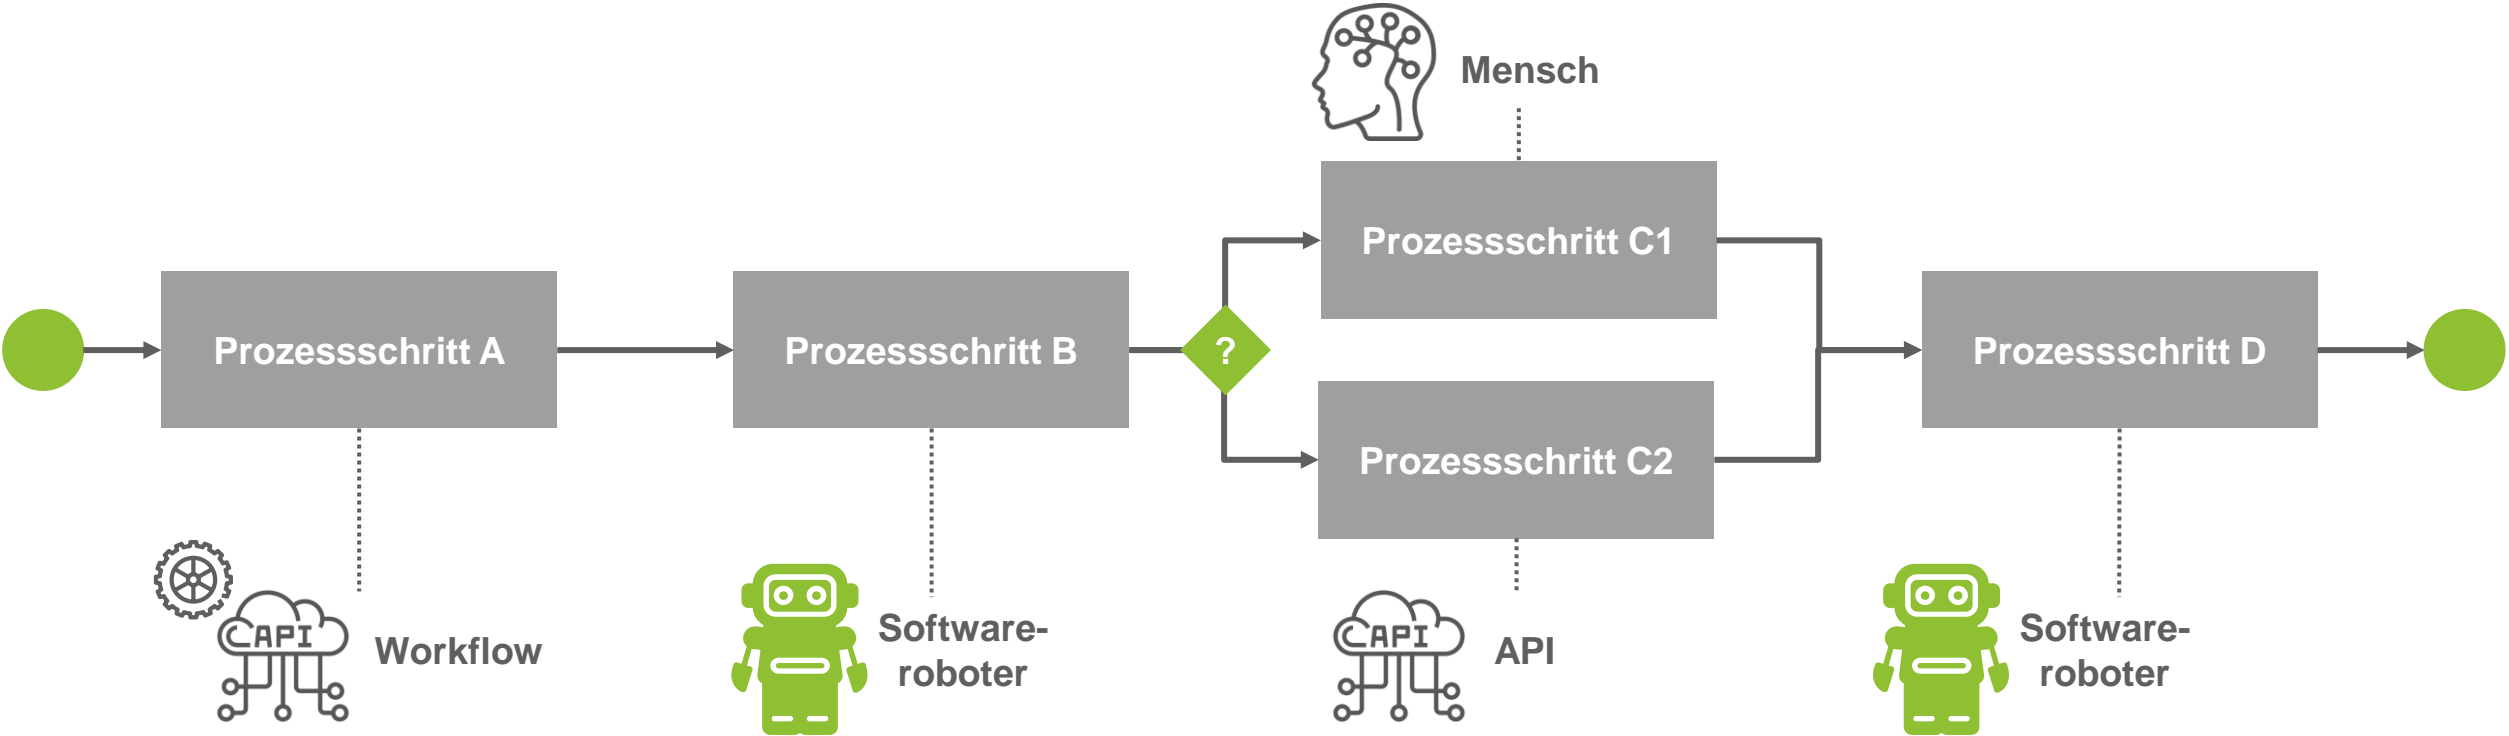 Mensch
Prozessschritt C1
Prozessschritt A
Prozessschritt B
?
Prozessschritt D
Prozessschritt C2
API
Workflow
Software-
roboter
API
API
Software-
roboter